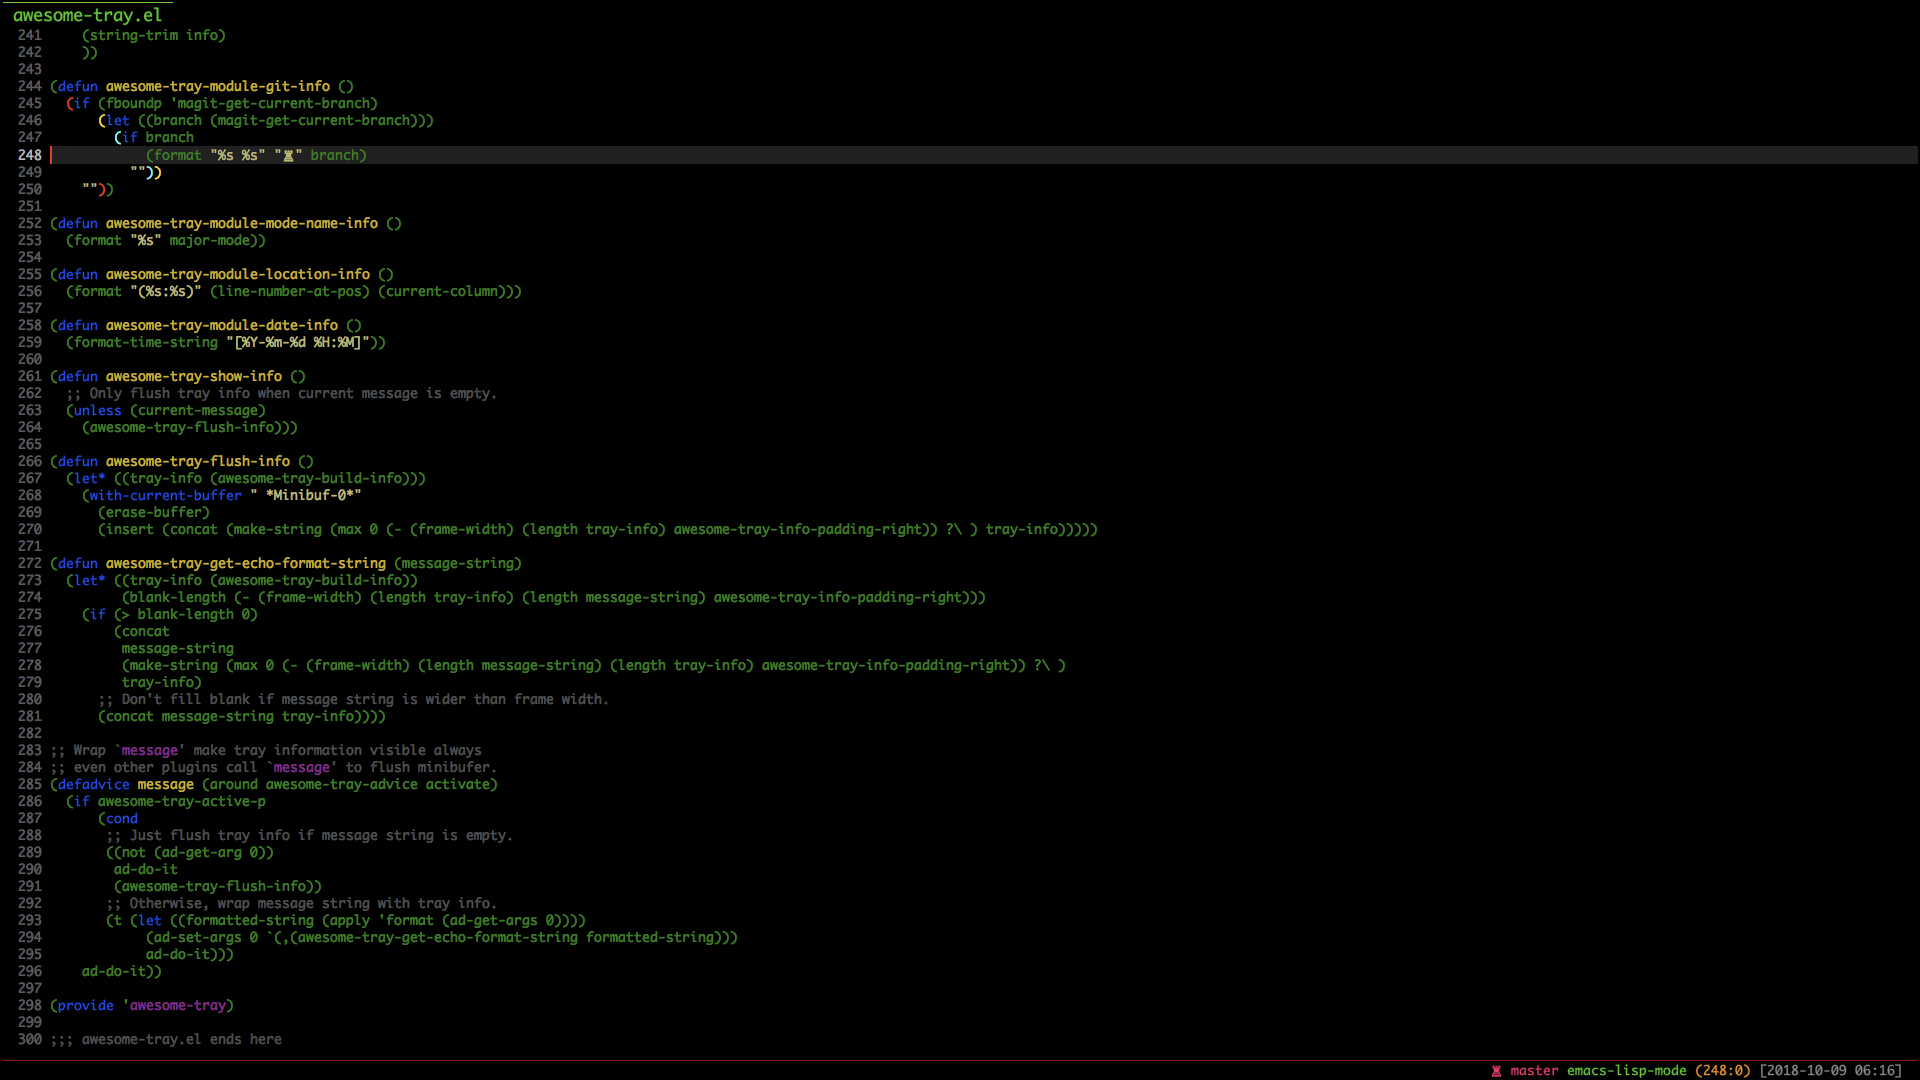 awesome-tray.el
241     (string-trim info)
242     ))
243
244 (defun awesome-tray-module-git-info ()
245   (if (fboundp 'magit-get-current-branch)
246       (let ((branch (magit-get-current-branch)))
247         (if branch
248             (format "%s %s" "♜" branch)
249           ""))
250     ""))
251
252 (defun awesome-tray-module-mode-name-info ()
253   (format "%s" major-mode))
254
255 (defun awesome-tray-module-location-info ()
256   (format "(%s:%s)" (line-number-at-pos) (current-column)))
257
258 (defun awesome-tray-module-date-info ()
259   (format-time-string "[%Y-%m-%d %H:%M]"))
260
261 (defun awesome-tray-show-info ()
262   ;; Only flush tray info when current message is empty.
263   (unless (current-message)
264     (awesome-tray-flush-info)))
265
266 (defun awesome-tray-flush-info ()
267   (let* ((tray-info (awesome-tray-build-info)))
268     (with-current-buffer " *Minibuf-0*"
269       (erase-buffer)
270       (insert (concat (make-string (max 0 (- (frame-width) (length tray-info) awesome-tray-info-padding-right)) ?\ ) tray-info)))))
271
272 (defun awesome-tray-get-echo-format-string (message-string)
273   (let* ((tray-info (awesome-tray-build-info))
274          (blank-length (- (frame-width) (length tray-info) (length message-string) awesome-tray-info-padding-right)))
275     (if (> blank-length 0)
276         (concat
277          message-string
278          (make-string (max 0 (- (frame-width) (length message-string) (length tray-info) awesome-tray-info-padding-right)) ?\ )
279          tray-info)
280       ;; Don't fill blank if message string is wider than frame width.
281       (concat message-string tray-info))))
282
283 ;; Wrap `message' make tray information visible always
284 ;; even other plugins call `message' to flush minibufer.
285 (defadvice message (around awesome-tray-advice activate)
286   (if awesome-tray-active-p
287       (cond
288        ;; Just flush tray info if message string is empty.
289        ((not (ad-get-arg 0))
290         ad-do-it
291         (awesome-tray-flush-info))
292        ;; Otherwise, wrap message string with tray info.
293        (t (let ((formatted-string (apply 'format (ad-get-args 0))))
294             (ad-set-args 0 `(,(awesome-tray-get-echo-format-string formatted-string)))
295             ad-do-it)))
296     ad-do-it))
297
298 (provide 'awesome-tray)
299
300 ;;; awesome-tray.el ends here
♜ master emacs-lisp-mode (248:0) [2018-10-09 06:16]